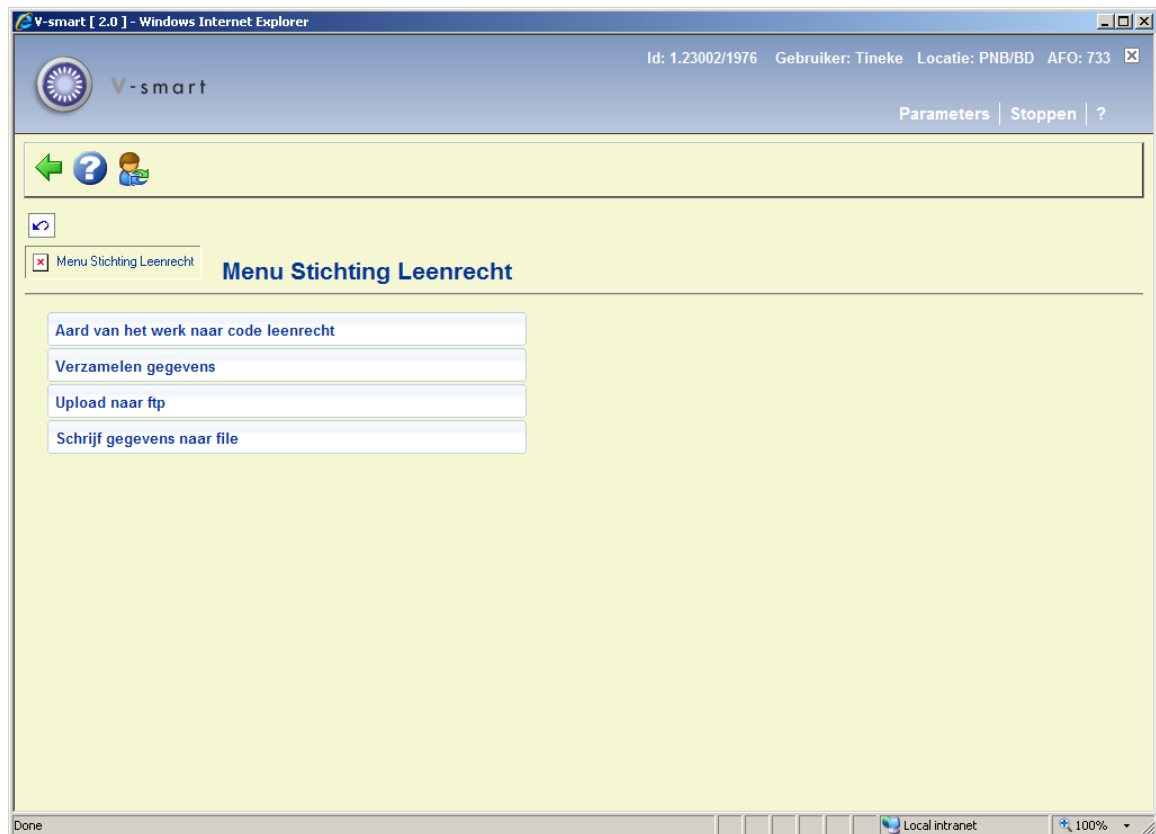 V-smart [ 2.0 ] - Windows Internet Explorer
Id: 1.23002/1976 Gebruiker: Tineke Locatie: PNB/BD AFO: 733
V-smart
Parameters Stoppen ?
Menu Stichting Leenrecht
Menu Stichting Leenrecht
Aard van het werk naar code leenrecht
Verzamelen gegevens
Upload naar ftp
Schrijf gegevens naar file
Done Local intranet 100%